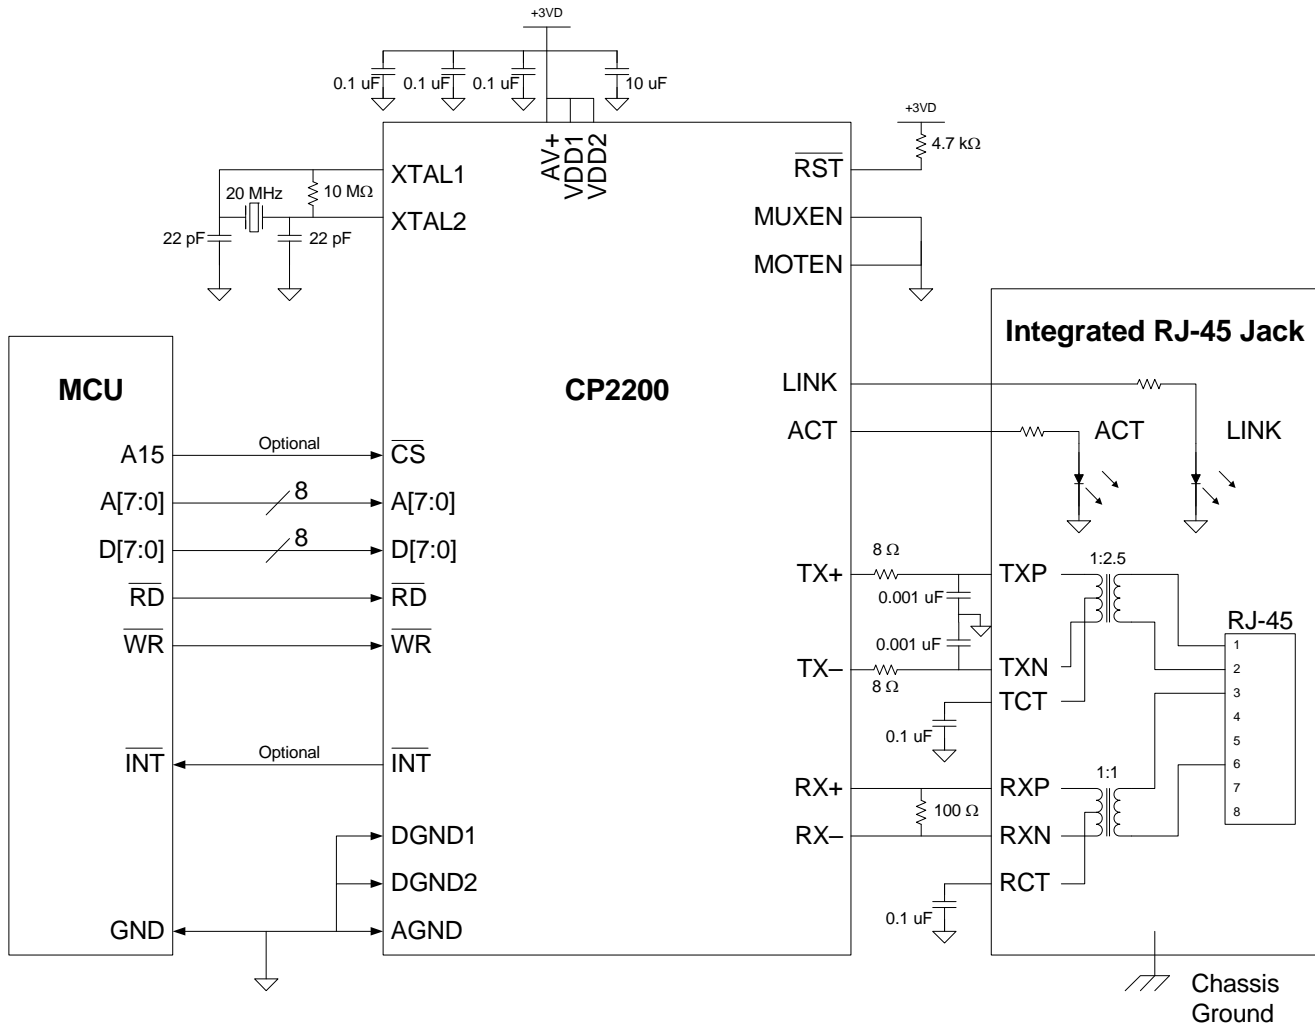 +3VD
0.1 uF
0.1 uF
0.1 uF
10 uF
+3VD
4.7 kΩ
AV+
VDD1
VDD2
XTAL1
RST
20 MHz
10 MΩ
XTAL2
MUXEN
22 pF
22 pF
MOTEN
Integrated RJ-45 Jack
MCU
CP2200
LINK
ACT
ACT
LINK
A15
Optional
CS
A[7:0]
8
A[7:0]
D[7:0]
8
D[7:0]
8 Ω
TX+
TXP
1:2.5
RD
RD
0.001 uF
RJ-45
WR
WR
0.001 uF
1
2
3
4
5
6
7
8
TX–
8 Ω
TXN
TCT
0.1 uF
INT
Optional
INT
RX+
RXP
1:1
100 Ω
DGND1
RX–
RXN
DGND2
RCT
0.1 uF
GND
AGND
Chassis
Ground